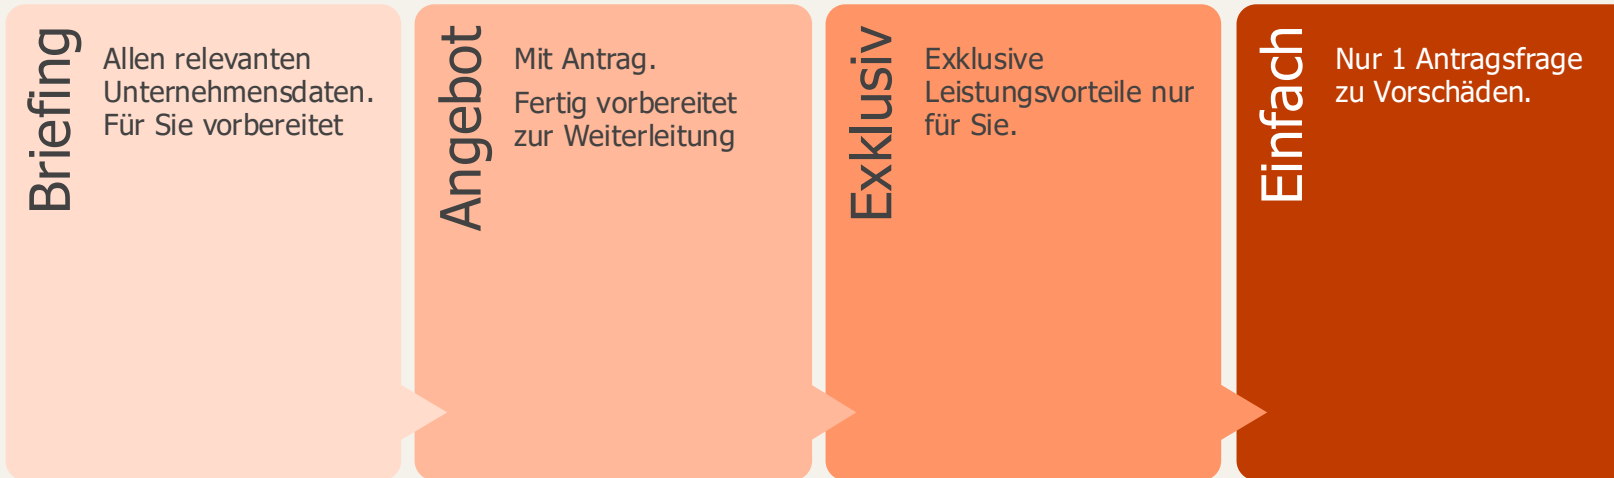 Briefing
Allen relevanten
Unternehmensdaten.
Für Sie vorbereitet
Angebot
Mit Antrag.
Fertig vorbereitet
zur Weiterleitung
Exklusiv
Exklusive
Leistungsvorteile nur
für Sie.
Einfach
Nur 1 Antragsfrage
zu Vorschäden.